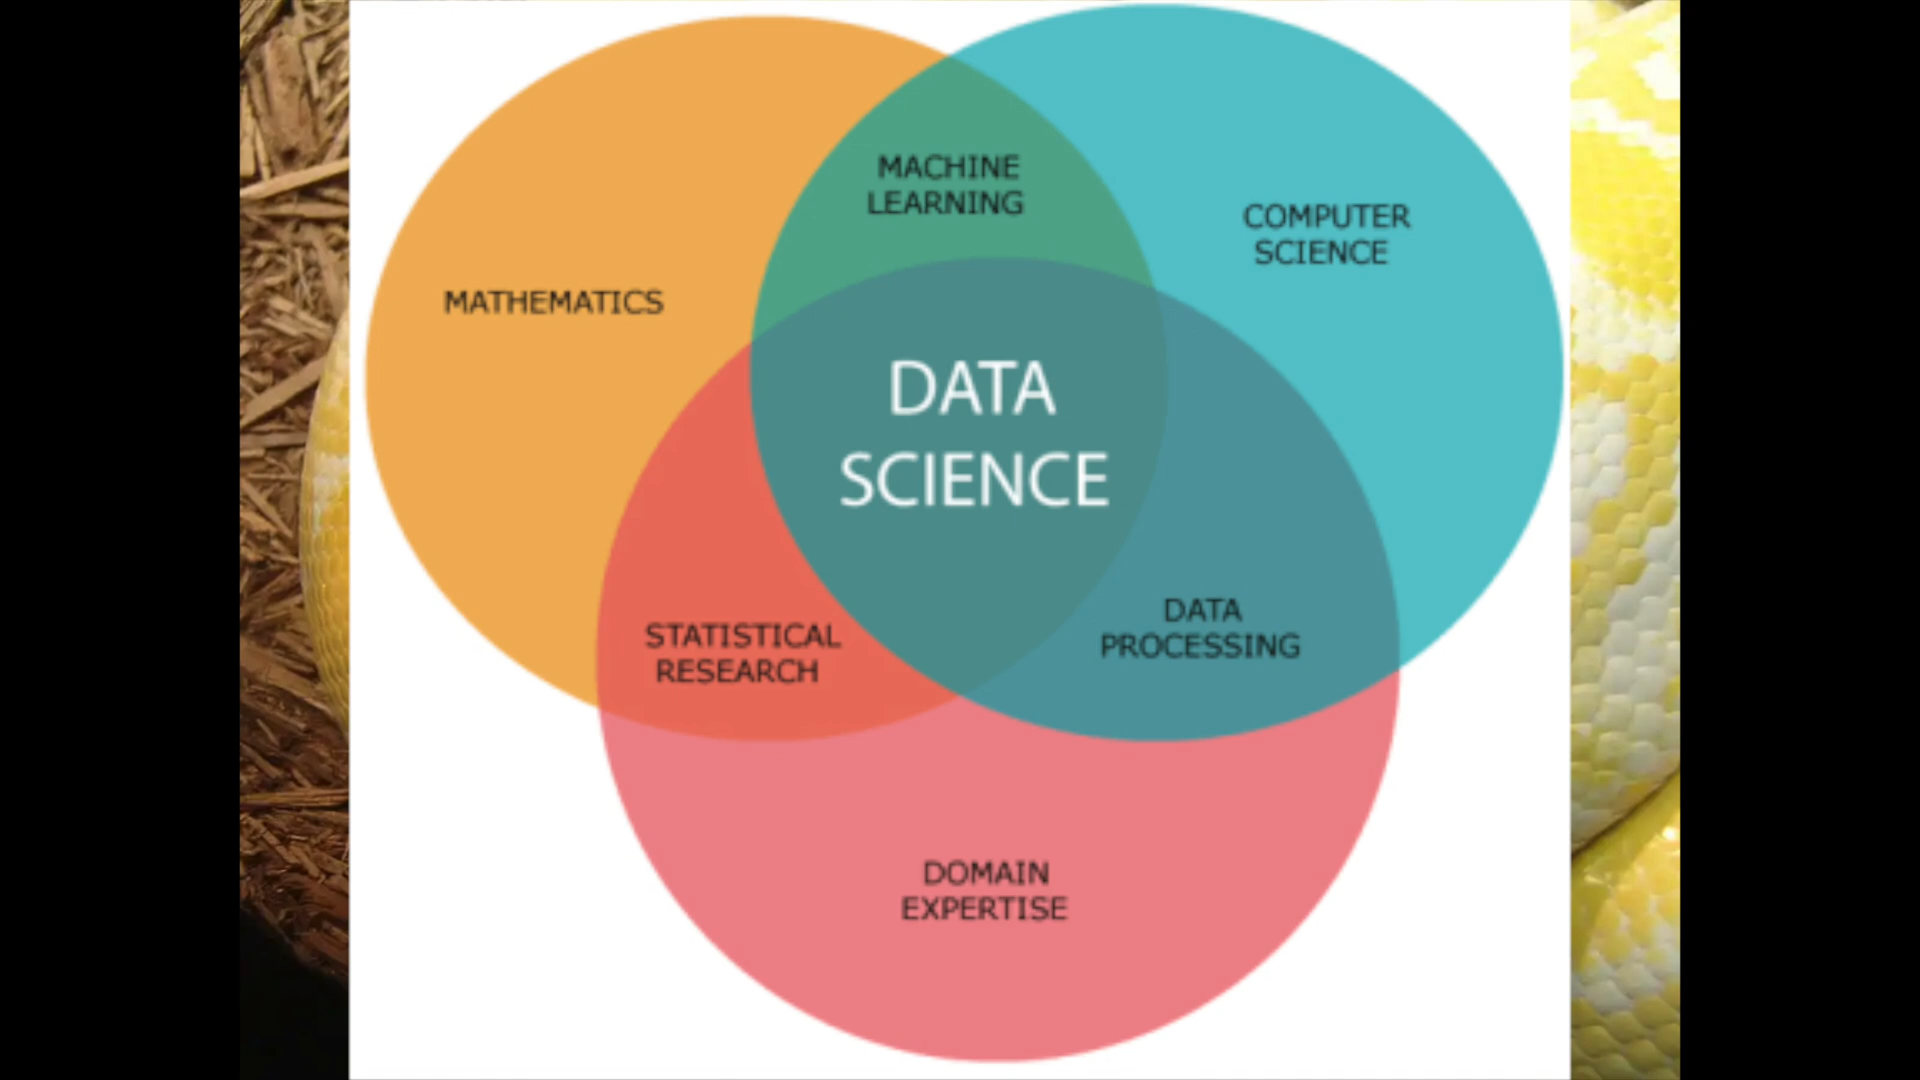 MACHINE
LEARNING
COMPUTER
SCIENCE
MATHEMATICS
DATA
SCIENCE
STATISTICAL
RESEARCH
DATA
PROCESSING
DOMAIN
EXPERTISE